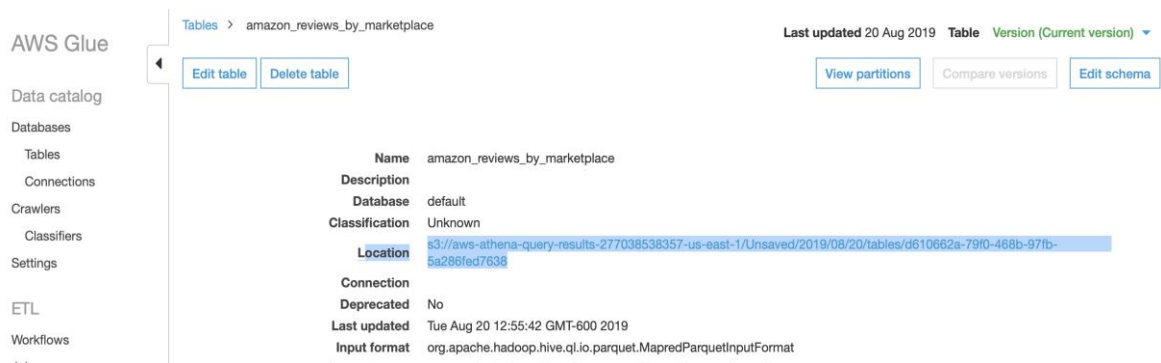 AWS Glue
Data catalog
Databases
Tables
Connections
Crawlers
Classifiers
Settings
ETL
Workflows
Tables > amazon_reviews_by_marketplace
Last updated 20 Aug 2019 Table Version (Current version)
Edit table Delete table View partitions Compare versions Edit schema
Name amazon_reviews_by_marketplace
Description
Database default
Classification Unknown
Location s3://aws-athena-query-results-277038538357-us-east-1/Unsaved/2019/08/20/tables/d610662a-79f0-468b-97fb-
5a286fed7638
Connection
Deprecated No
Last updated Tue Aug 20 12:55:42 GMT-600 2019
Input format org.apache.hadoop.hive.ql.io.parquet.MapredParquetInputFormat